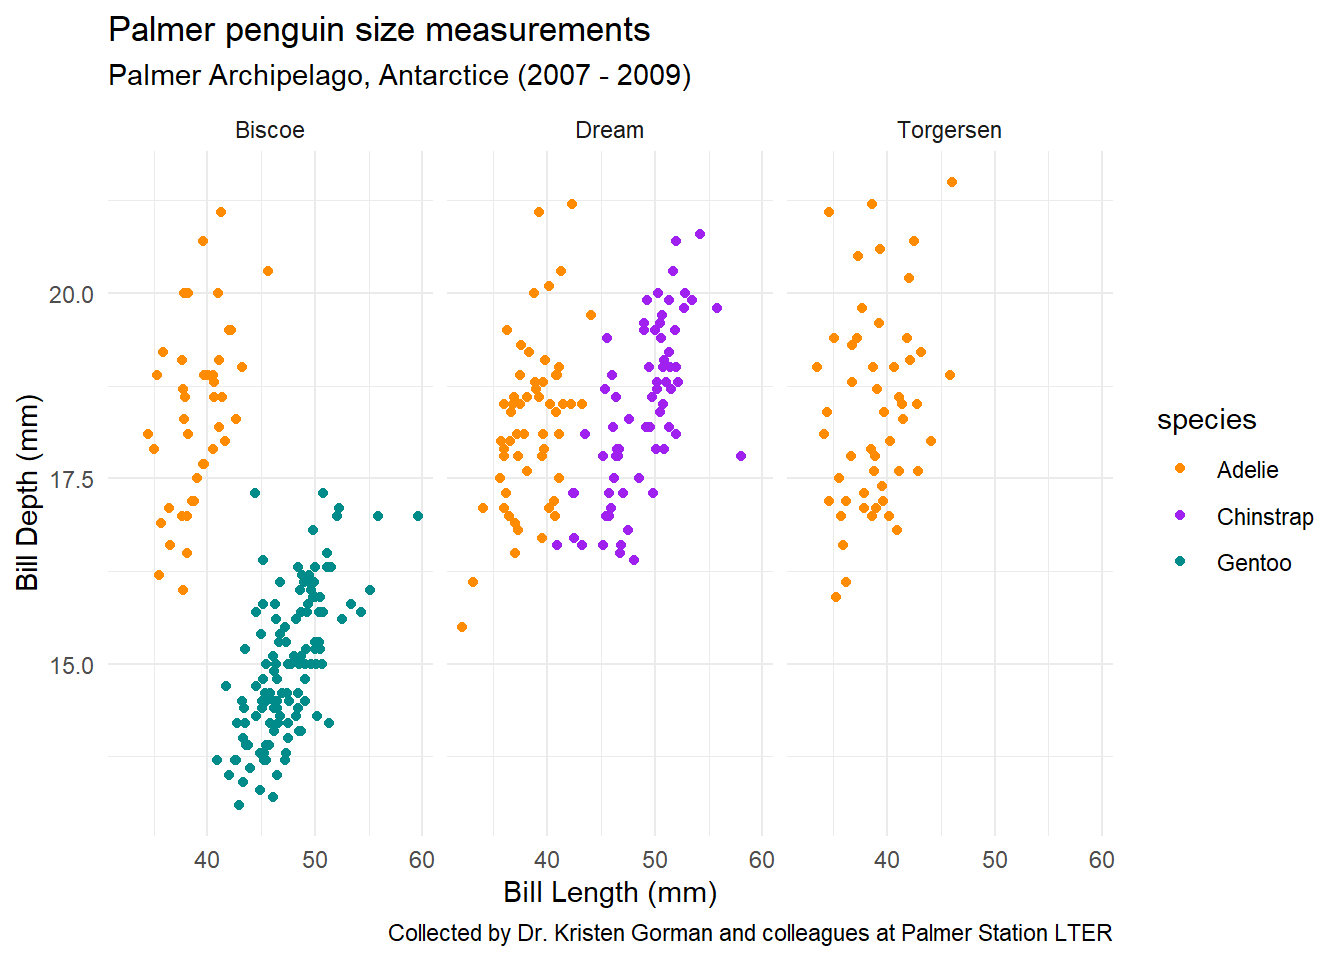 Palmer penguin size measurements
Palmer Archipelago, Antarctice (2007 - 2009)
Biscoe Dream Torgersen
20.0
17.5
15.0
Bill Depth (mm)
40 50 60 40 50 60 40 50 60
Bill Length (mm)
species
Adelie
Chinstrap
Gentoo
Collected by Dr. Kristen Gorman and colleagues at Palmer Station LTER